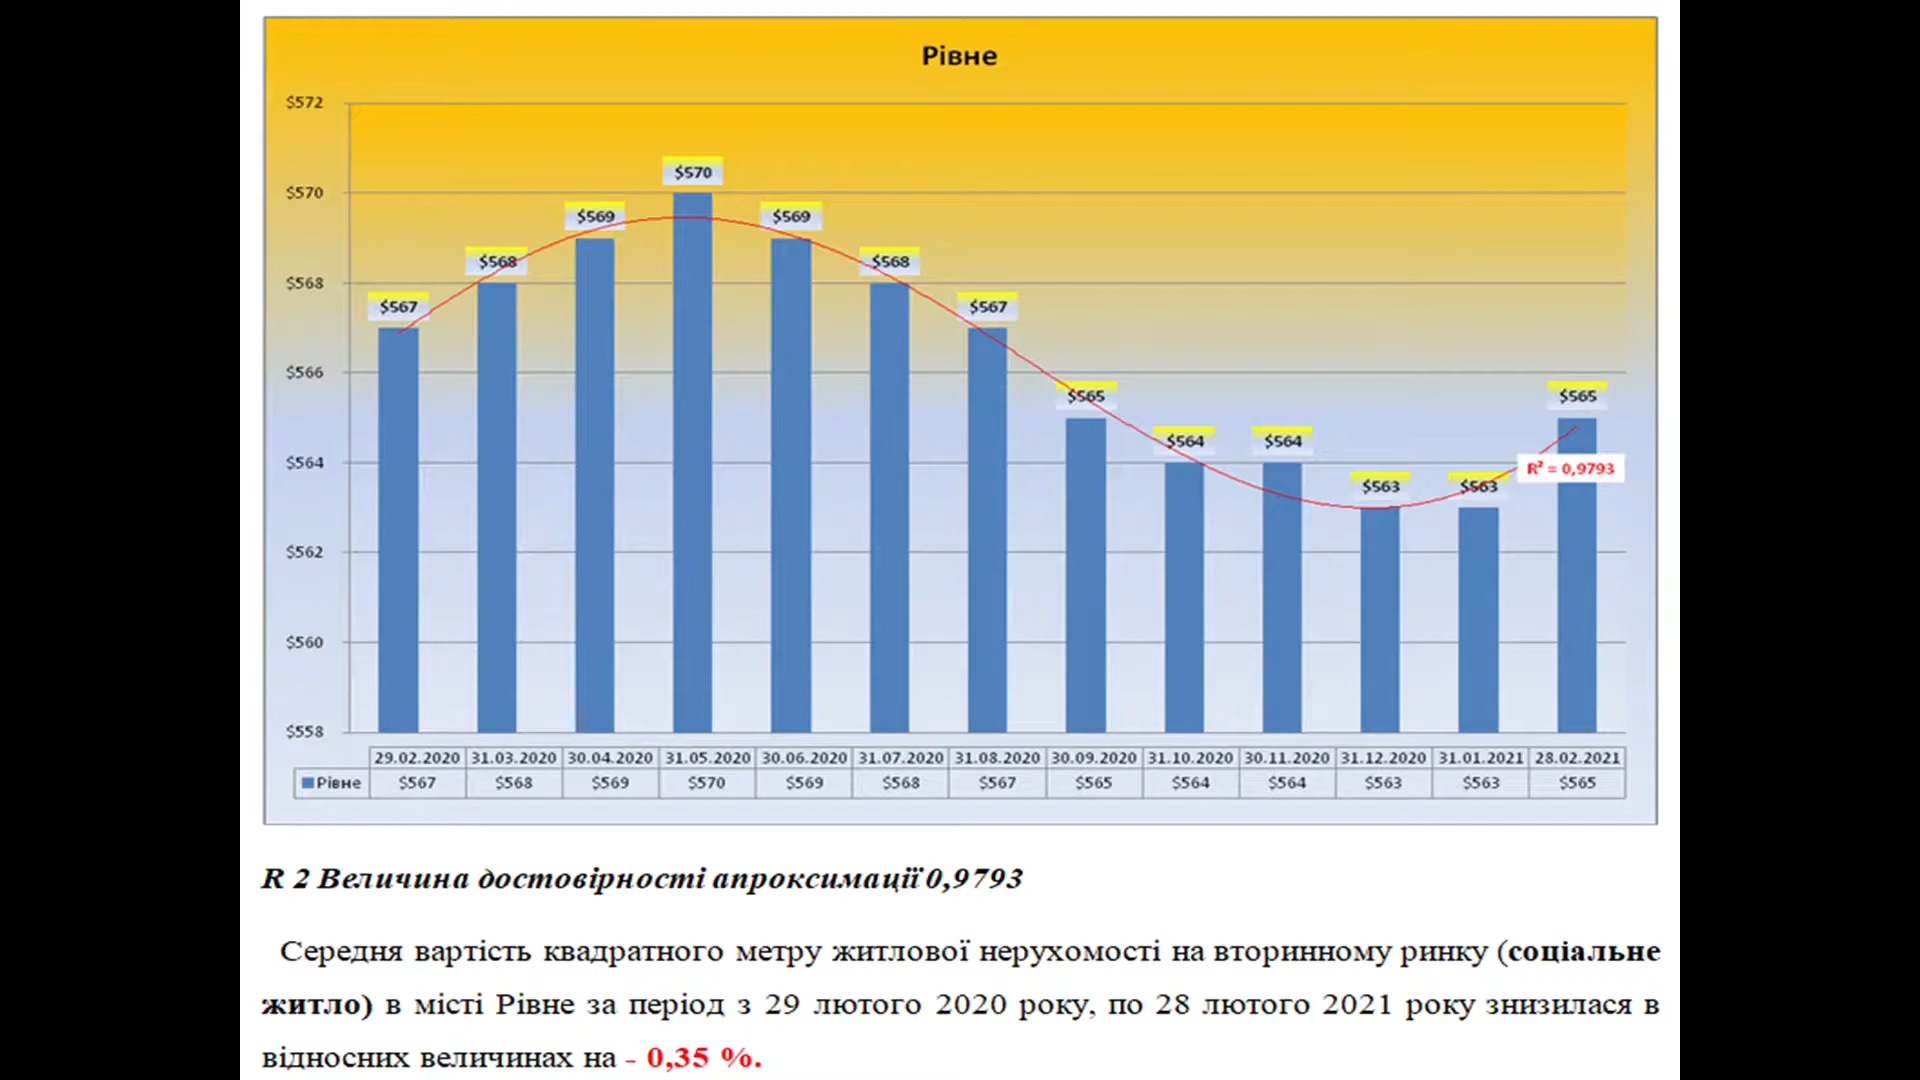 Рівне
$572
$570
$568
$566
$564
$562
$560
$558
$567
$568
$569
$570
$569
$568
$567
$565
$564
$564
$563
$563
$565
R² = 0,9793
29.02.2020 31.03.2020 30.04.2020 31.05.2020 30.06.2020 31.07.2020 31.08.2020 30.09.2020 31.10.2020 30.11.2020 31.12.2020 31.01.2021 28.02.2021
Рівне $567 $568 $569 $570 $569 $568 $567 $565 $564 $564 $563 $563 $565
R 2 Величина достовірності апроксимації 0,9793
Середня вартість квадратного метру житлової нерухомості на вторинному ринку (соціальне
житло) в місті Рівне за період з 29 лютого 2020 року, по 28 лютого 2021 року знизилася в
відносних величинах на - 0,35 %.